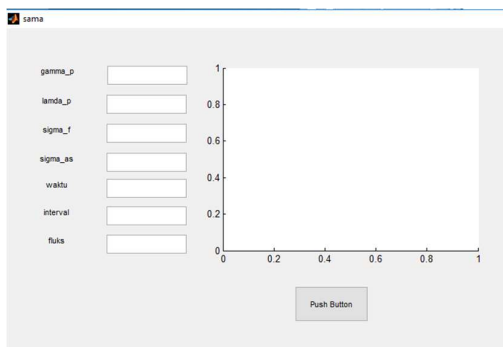 sama
gamma_p
lamda_p
sigma_f
sigma_as
waktu
interval
fluks
1
0.8
0.6
0.4
0.2
0
0 0.2 0.4 0.6 0.8 1
Push Button